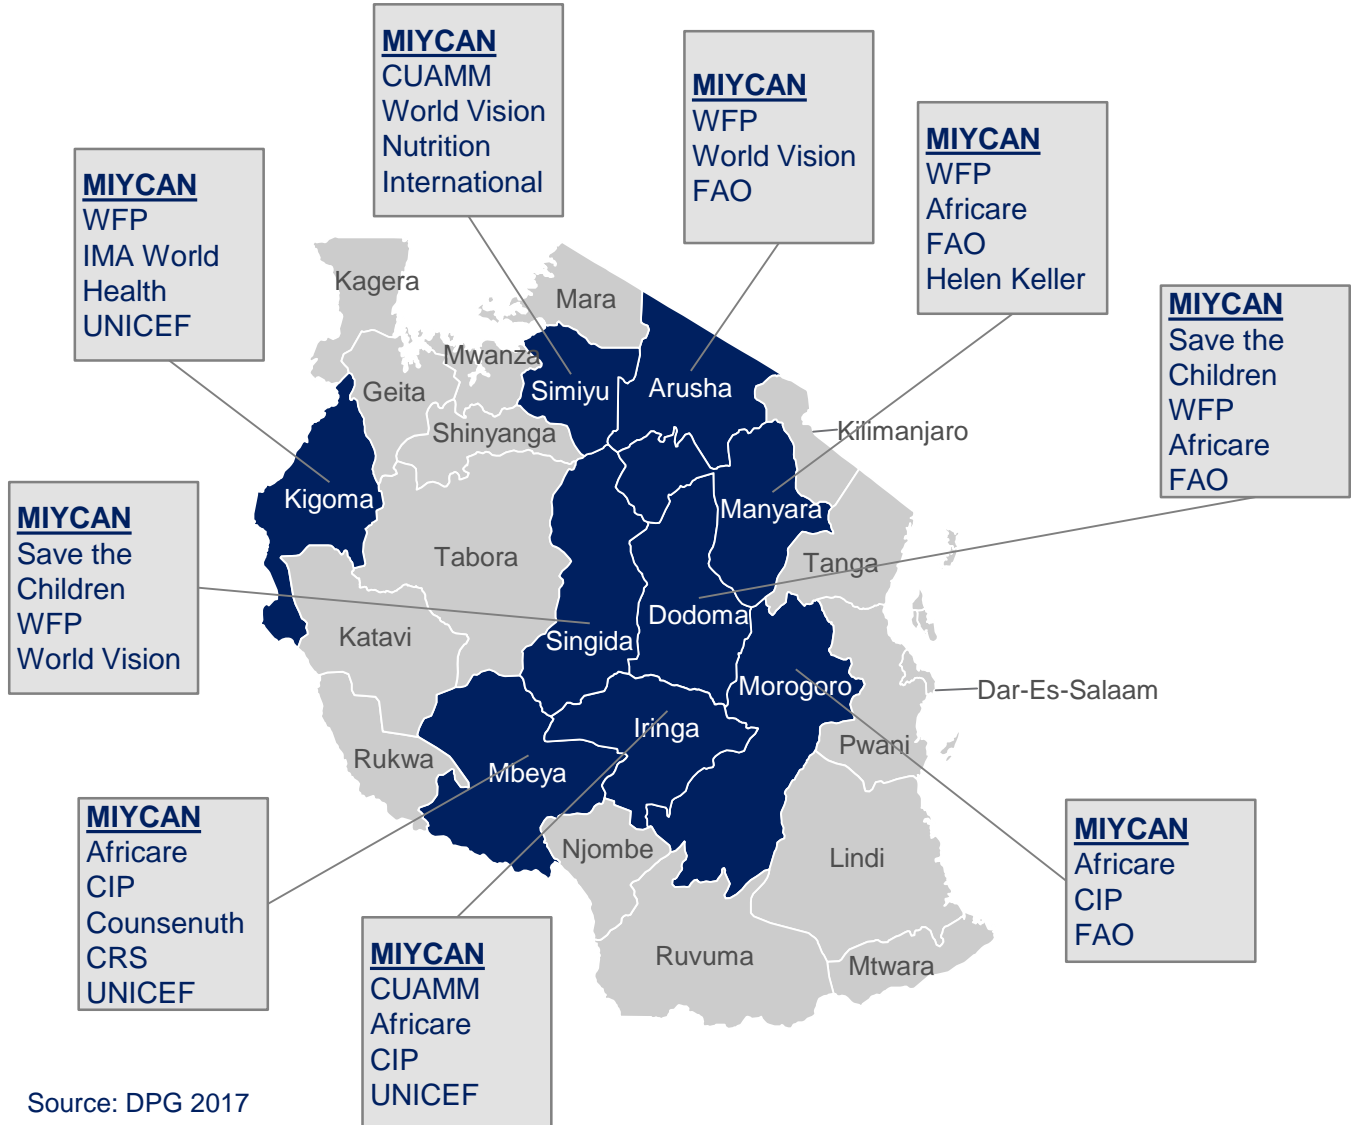 MIYCAN
CUAMM
World Vision
Nutrition
International
MIYCAN
WFP
World Vision
FAO
MIYCAN
WFP
Africare
FAO
Helen Keller
MIYCAN
WFP
IMA World
Health
UNICEF
MIYCAN
Save the
Children
WFP
Africare
FAO
MIYCAN
Save the
Children
WFP
World Vision
Kagera
Mara
Mwanza
Geita
Simiyu
Arusha
Shinyanga
Kilimanjaro
Kigoma
Manyara
Tabora
Tanga
Dodoma
Katavi
Singida
Morogoro
Dar-Es-Salaam
Iringa
Pwani
Rukwa
Mbeya
Njombe
Lindi
Ruvuma
Mtwara
MIYCAN
Africare
CIP
Counsenuth
CRS
UNICEF
MIYCAN
CUAMM
Africare
CIP
UNICEF
MIYCAN
Africare
CIP
FAO
Source: DPG 2017